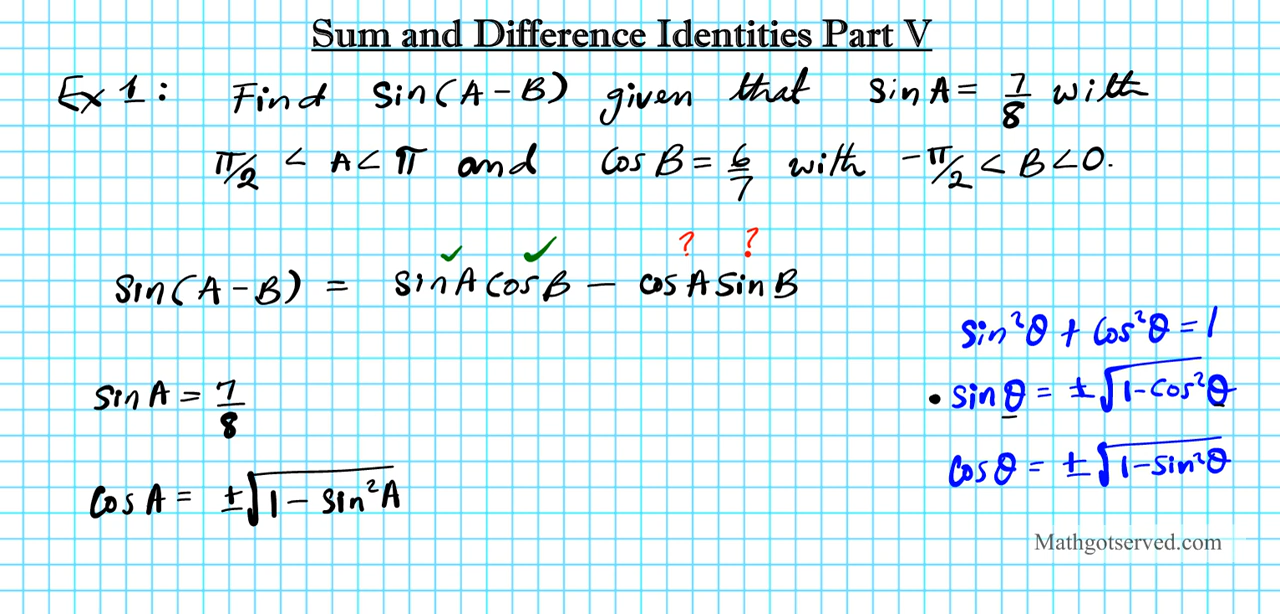 Sum and Difference Identities Part V
Ex 1: Find Sin(A-B) given that sin A = 7/8 with
π/2 < A < π and cos B = 6/7 with -π/2 < B < 0.
? ?
Sin(A-B) = sin A cos B - cos A sin B
sin²θ + cos²θ = 1
sin A = 7/8
• sin θ = ±√(1-cos²θ)
cos θ = ±√(1-sin²θ)
cos A = ±√(1-sin²A)
Mathgotserved.com